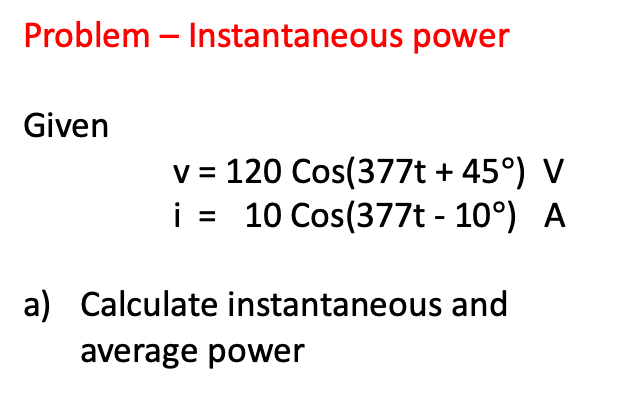 Problem – Instantaneous power
Given
v = 120 Cos(377t + 45°) V
i = 10 Cos(377t - 10°) A
a) Calculate instantaneous and
average power